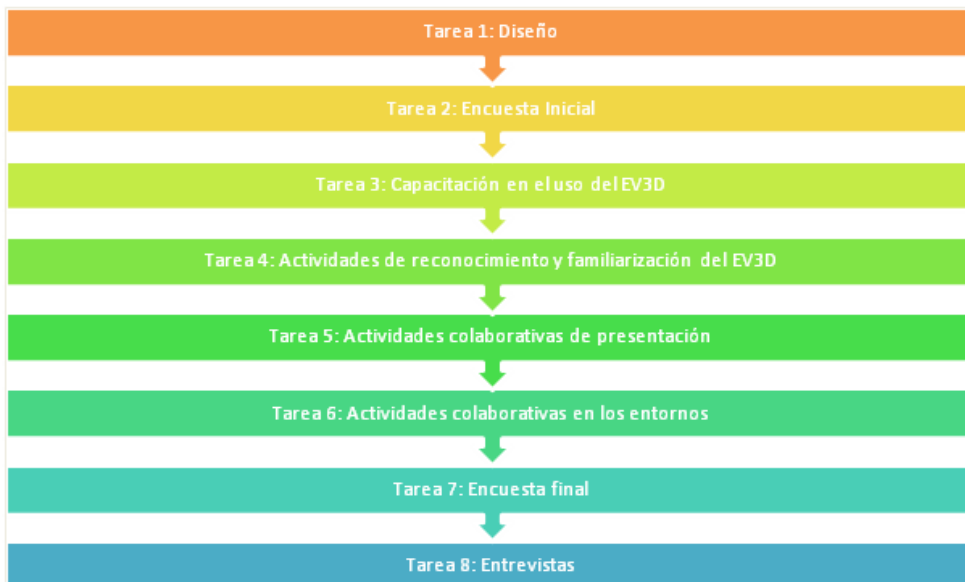 Tarea 1: Diseño
Tarea 2: Encuesta Inicial
Tarea 3: Capacitación en el uso del EV3D
Tarea 4: Actividades de reconocimiento y familiarización del EV3D
Tarea 5: Actividades colaborativas de presentación
Tarea 6: Actividades colaborativas en los entornos
Tarea 7: Encuesta final
Tarea 8: Entrevistas